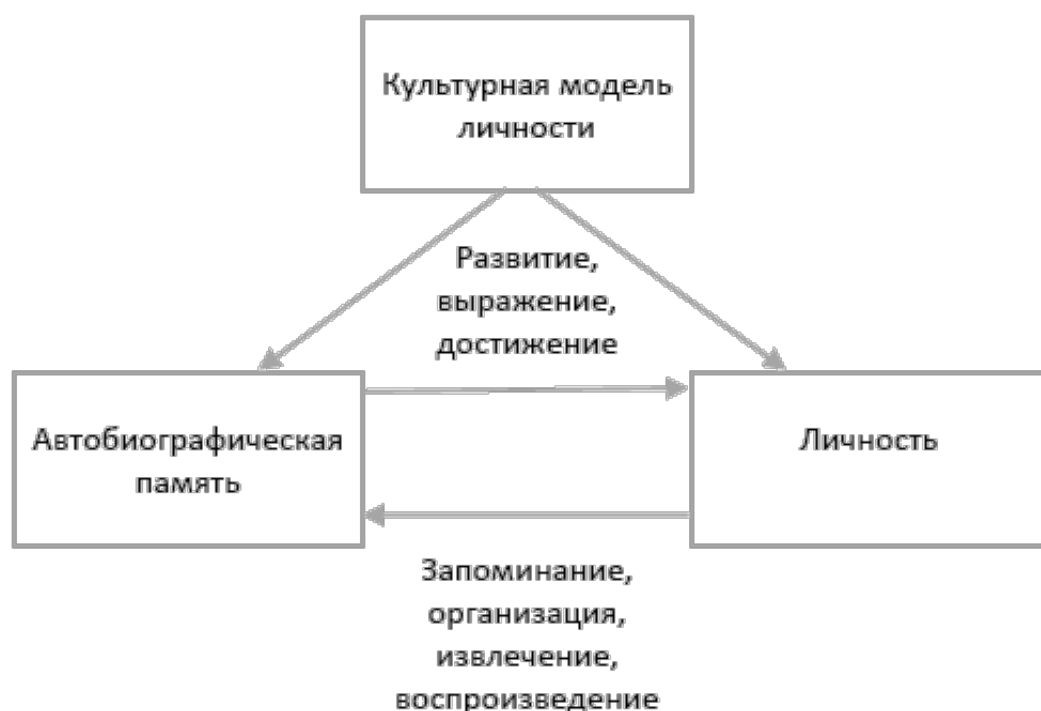 Культурная модель
личности
Развитие,
выражение,
достижение
Автобиографическая
память
Личность
Запоминание,
организация,
извлечение,
воспроизведение